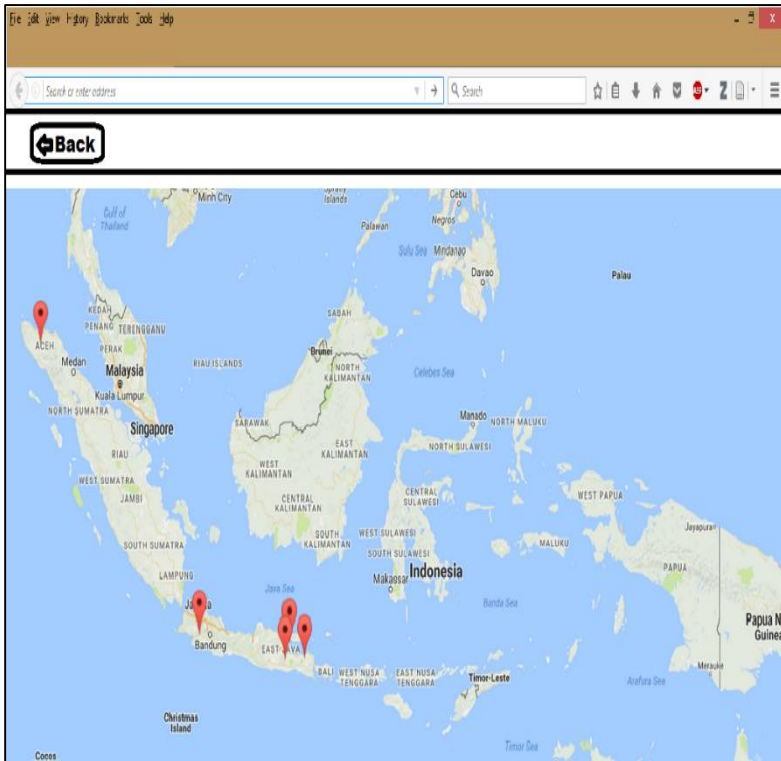 File Edit View History Bookmarks Tools Help
Search or enter address
Search
Back
Minh City
Islands
Cebu
Gulf of
Thailand
Palawan
Negros
Sulu Sea
Mindanao
Davao
Palau
KEDAH
PENANG
TERENGGANU
SABAH
ACEH
PERAK
Brunei
Medan
Malaysia
RIAU ISLANDS
NORTH
KALIMANTAN
Celebes Sea
Kuala Lumpur
NORTH SUMATRA
Singapore
SARAWAK
Manado
NORTH MALUKU
RIAU
EAST
KALIMANTAN
NORTH SULAWESI
WEST
KALIMANTAN
WEST SUMATRA
JAMBI
CENTRAL
KALIMANTAN
CENTRAL
SULAWESI
WEST PAPUA
SOUTH
KALIMANTAN
WEST SULAWESI
Jayapura
SOUTH SUMATRA
SOUTH SULAWESI
MALUKU
LAMPUNG
Makassar
Indonesia
PAPUA
Java Sea
Banda Sea
Papua N
Guinea
Bandung
EAST JAVA
BALI
WEST NUSA
TENGGARA
EAST NUSA
TENGGARA
Timor-Leste
Merauke
Arafura Sea
Christmas
Island
Timor Sea
Cocos